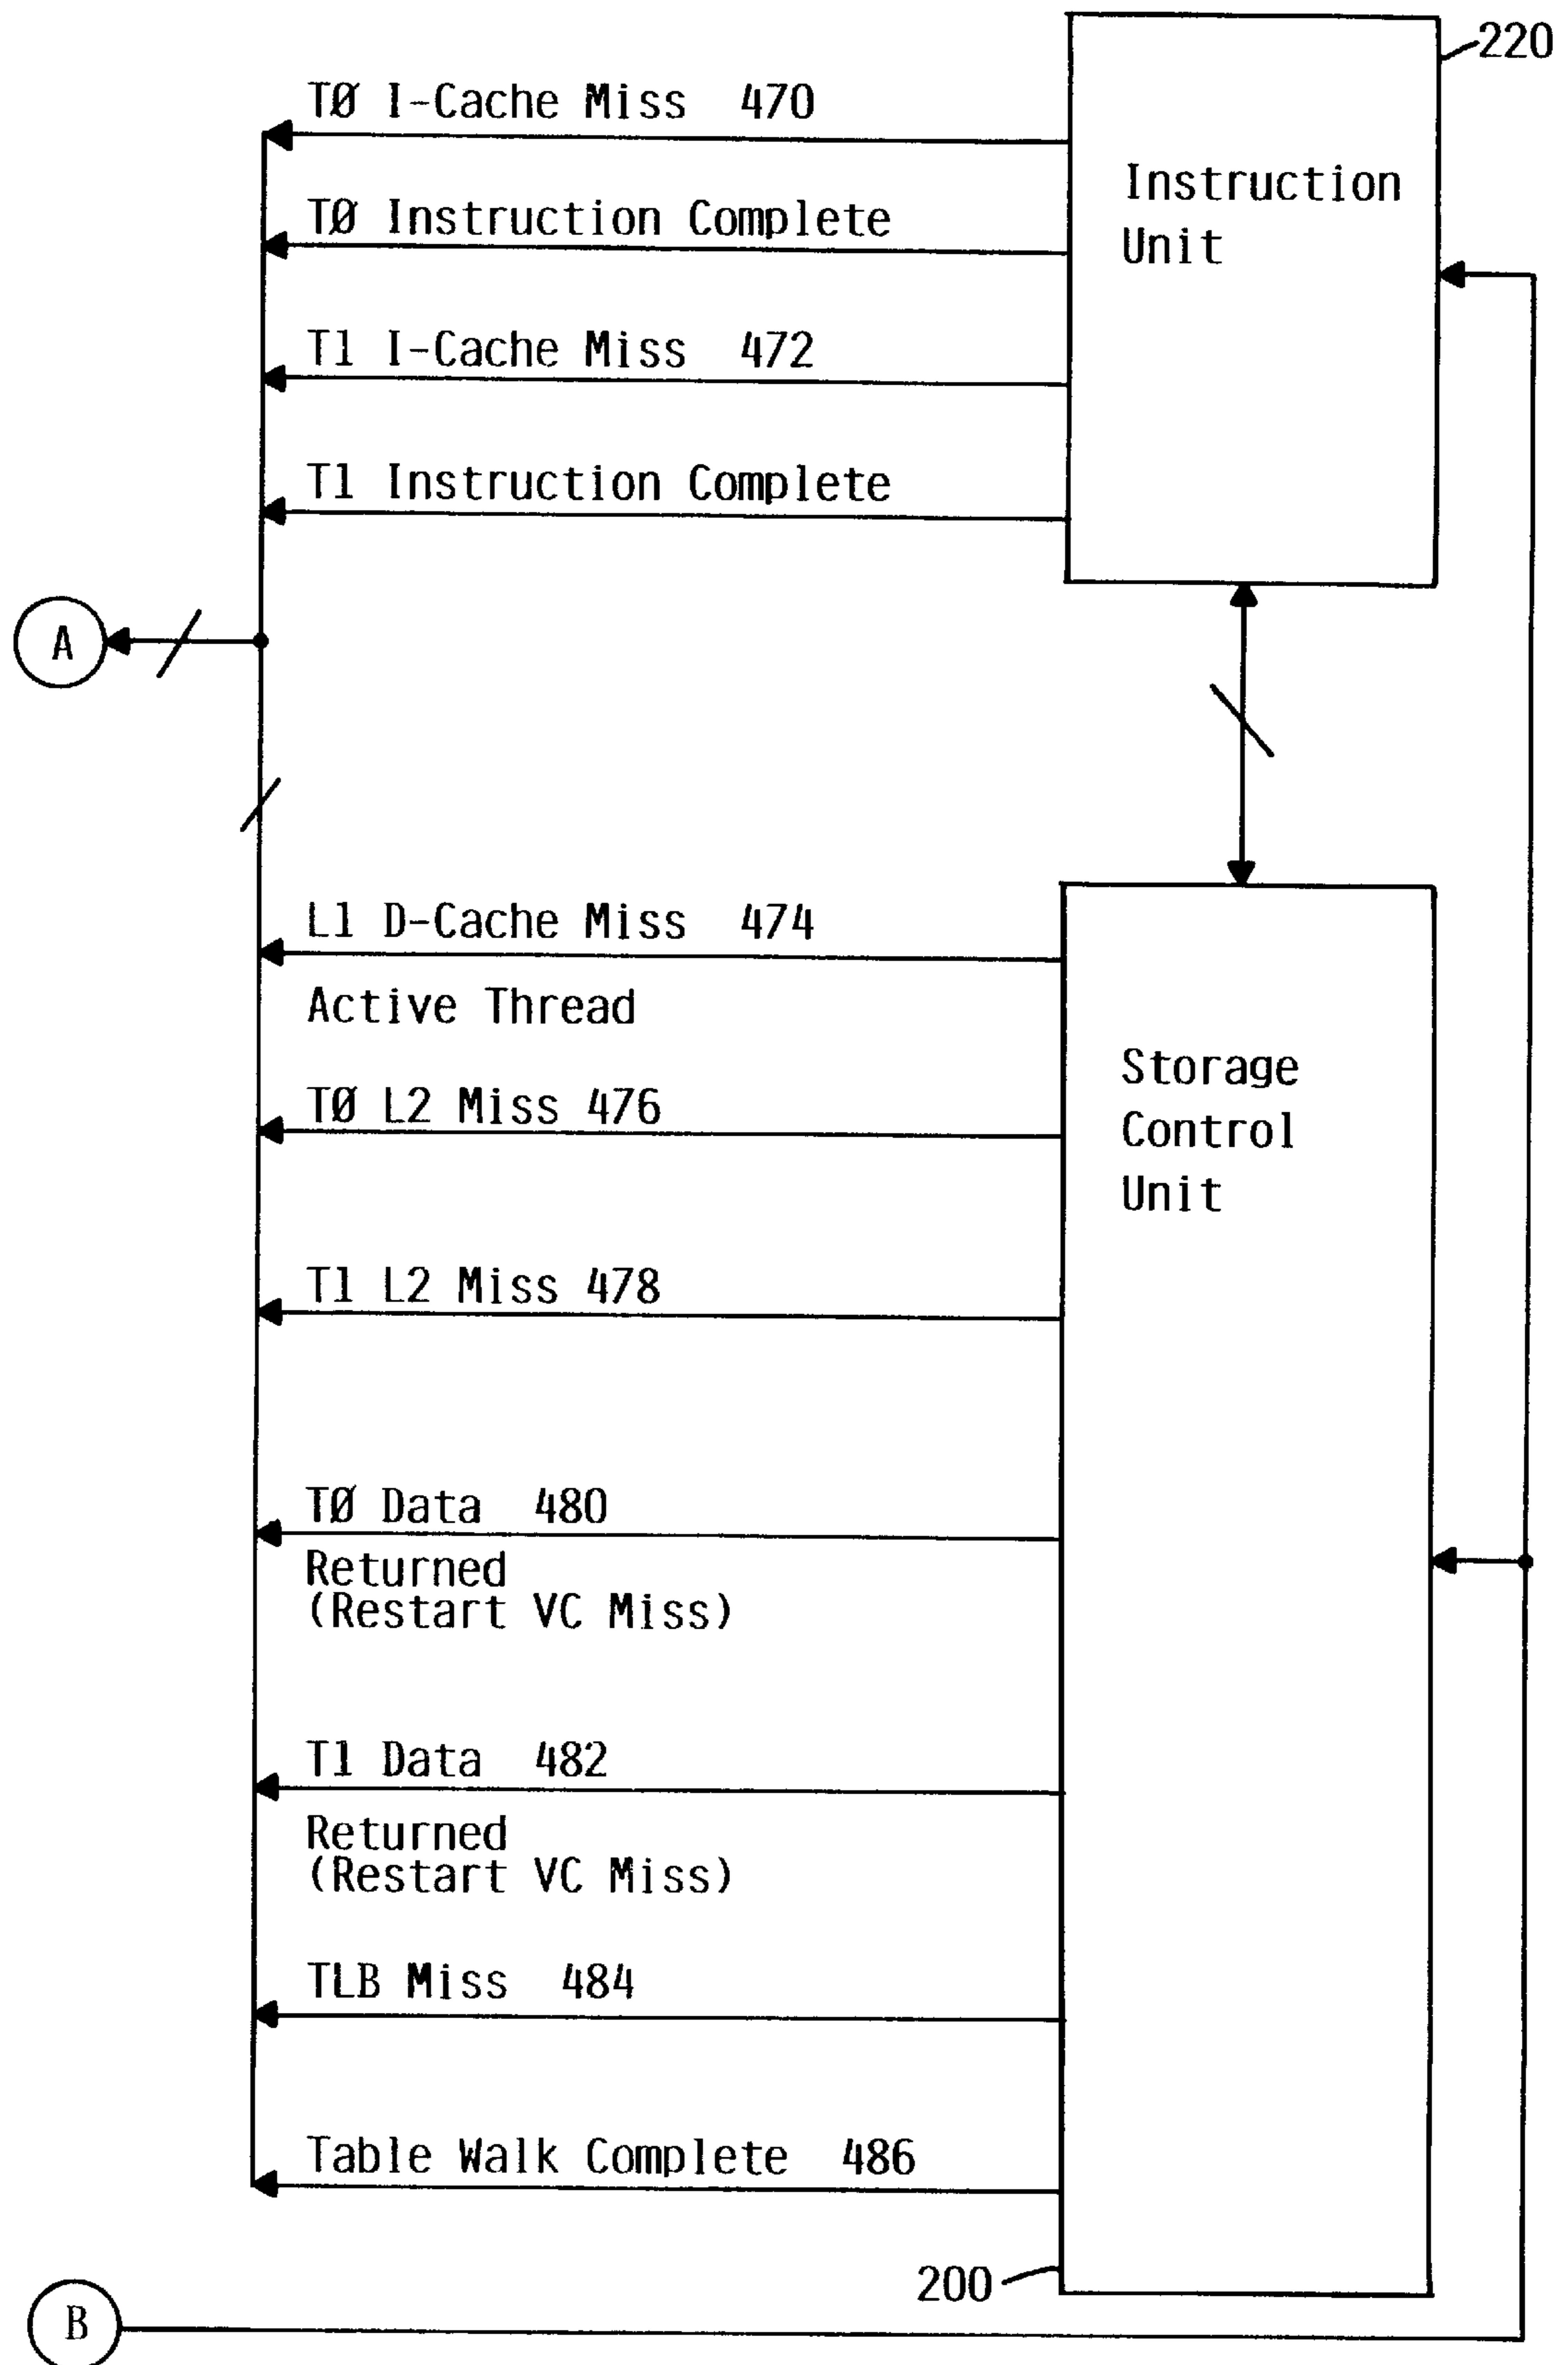 220
TØ I-Cache Miss 470
Instruction
Unit
TØ Instruction Complete
T1 I-Cache Miss 472
T1 Instruction Complete
A
L1 D-Cache Miss 474
Active Thread
Storage
Control
Unit
TØ L2 Miss 476
T1 L2 Miss 478
TØ Data 480
Returned
(Restart VC Miss)
T1 Data 482
Returned
(Restart VC Miss)
TLB Miss 484
Table Walk Complete 486
200
B